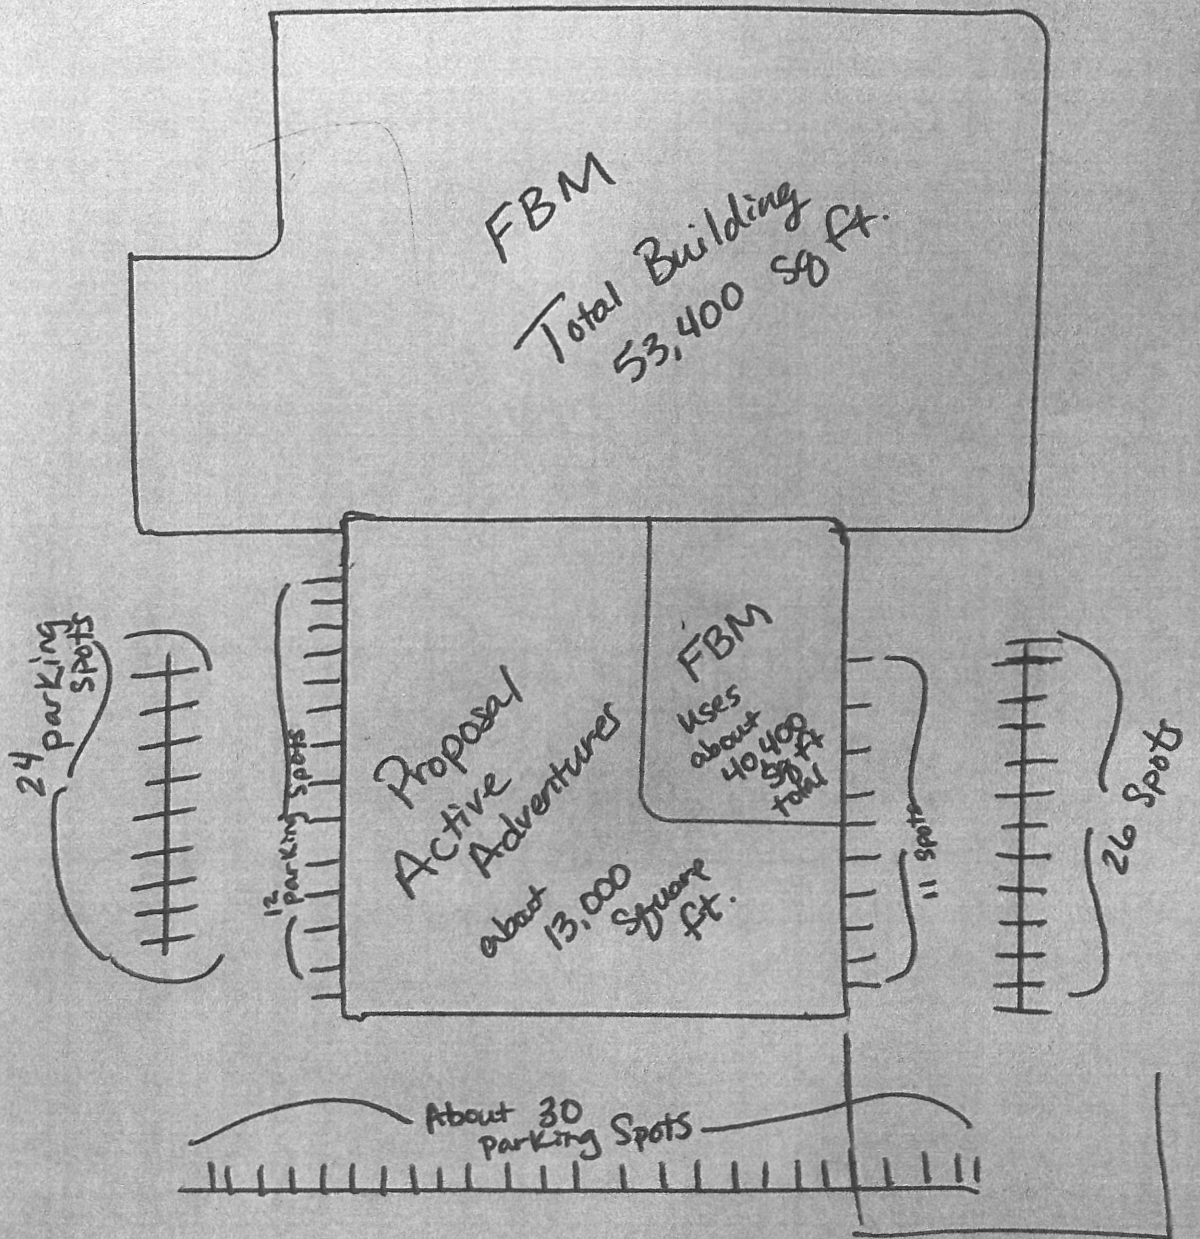 FBM
Total Building
53,400 sq ft.
24
parking
spots
12
parking spots
Proposal
Active
Adventures
about
13,000
square
ft.
FBM
uses
about
40,400
sq ft
total
11 spots
26 spots
About 30
Parking Spots